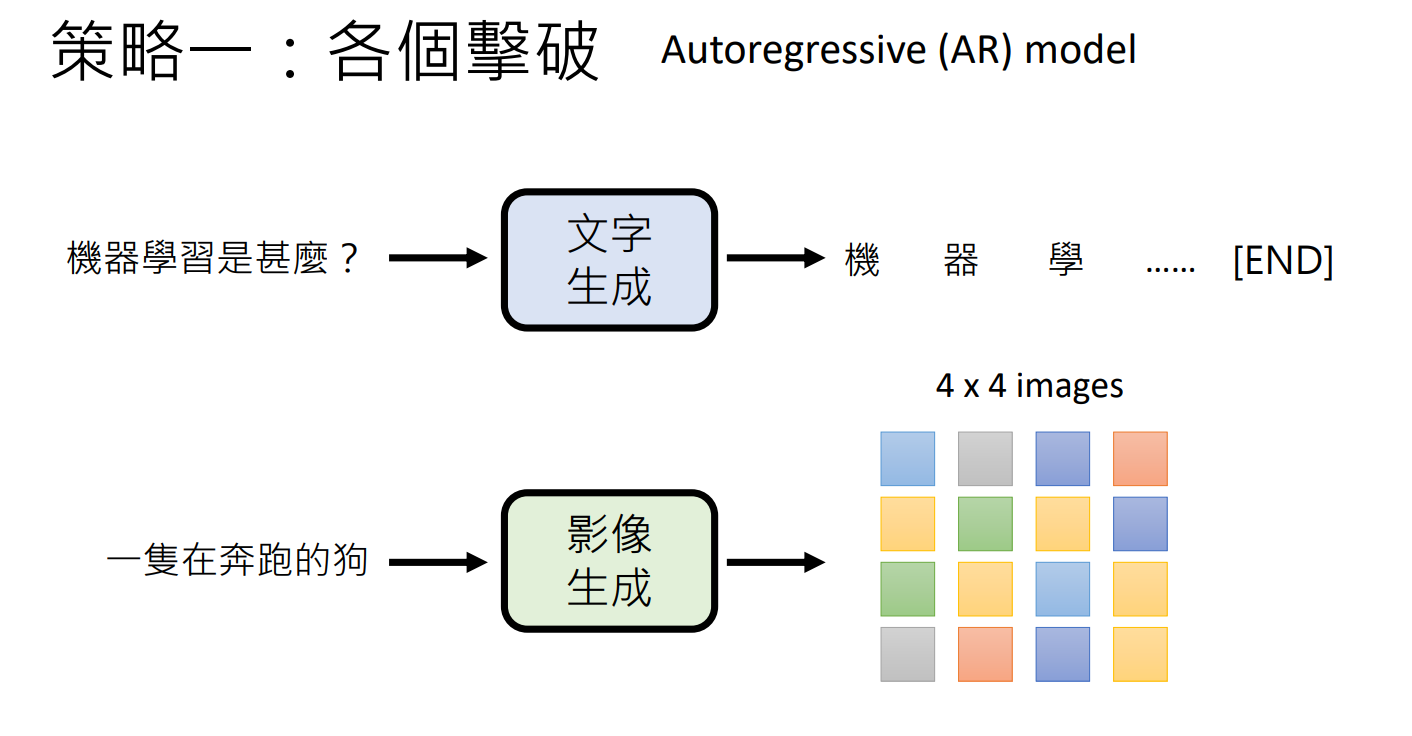 策略一：各個擊破 Autoregressive (AR) model
機器學習是甚麼？
文字
生成
機 器 學 …… [END]
4 x 4 images
一隻在奔跑的狗
影像
生成